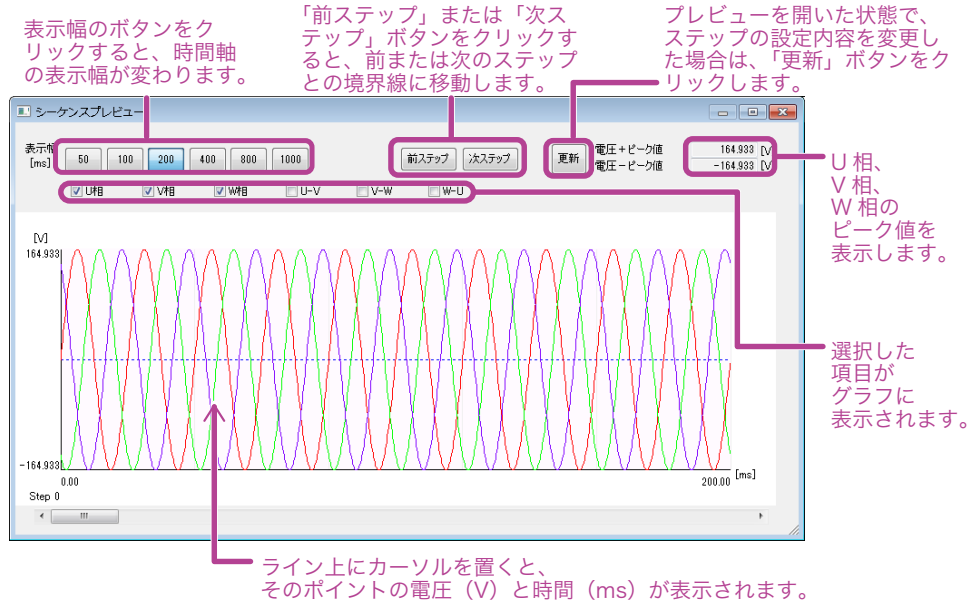 表示幅のボタンをク
リックすると、時間軸
の表示幅が変わります。
「前ステップ」または「次ス
テップ」ボタンをクリックす
ると、前または次のステップ
との境界線に移動します。
プレビューを開いた状態で、
ステップの設定内容を変更し
た場合は、「更新」ボタンをク
リックします。
シーケンスプレビュー
表示幅
[ms]
50 100 200 400 800 1000
前ステップ 次ステップ
更新
電圧+ピーク値 164.933 [V]
電圧-ピーク値 -164.933 [V]
U相 V相 W相 U-V V-W W-U
U 相、
V 相、
W 相の
ピーク値を
表示します。
[V]
164.933
-164.933
0.00
200.00 [ms]
Step 0
選択した
項目が
グラフに
表示されます。
ライン上にカーソルを置くと、
そのポイントの電圧(V)と時間(ms)が表示されます。